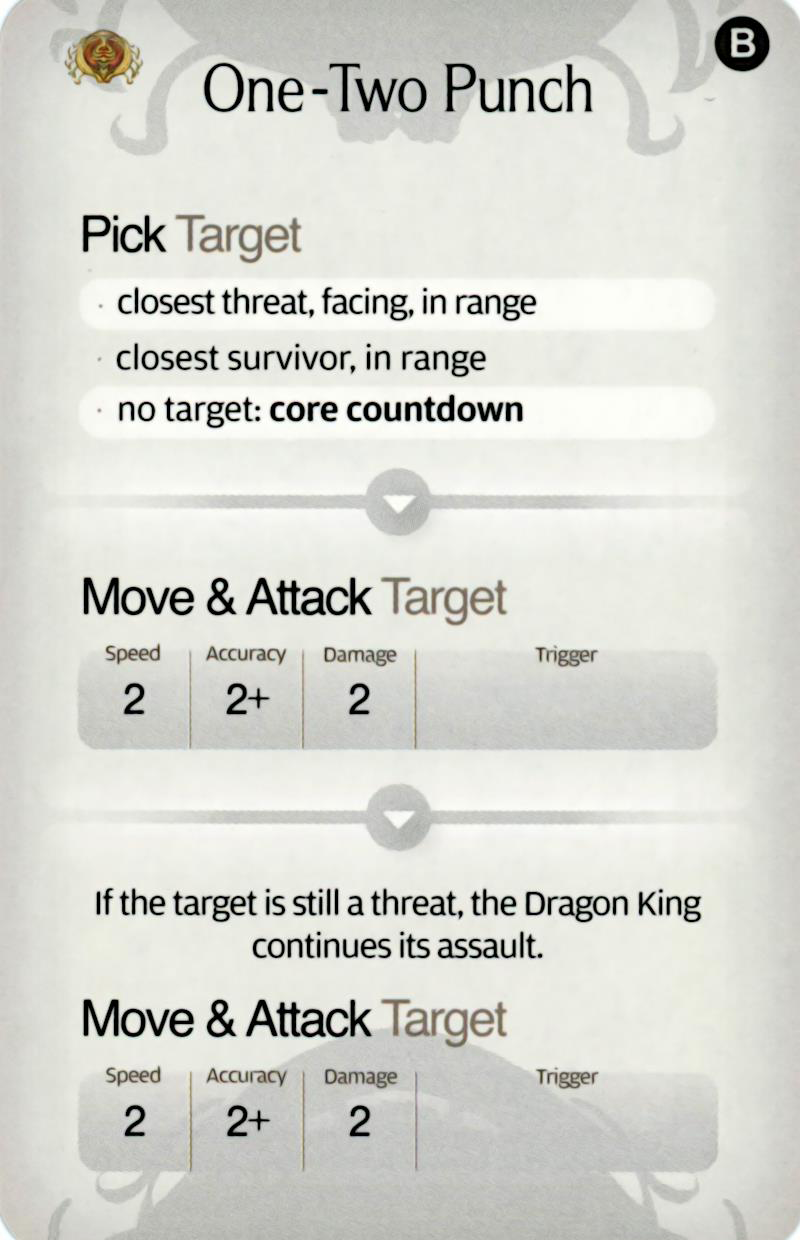 B
One-Two Punch
Pick Target
· closest threat, facing, in range
· closest survivor, in range
· no target: core countdown
Move & Attack Target
Speed Accuracy Damage Trigger
2 2+ 2
If the target is still a threat, the Dragon King
continues its assault.
Move & Attack Target
Speed Accuracy Damage Trigger
2 2+ 2